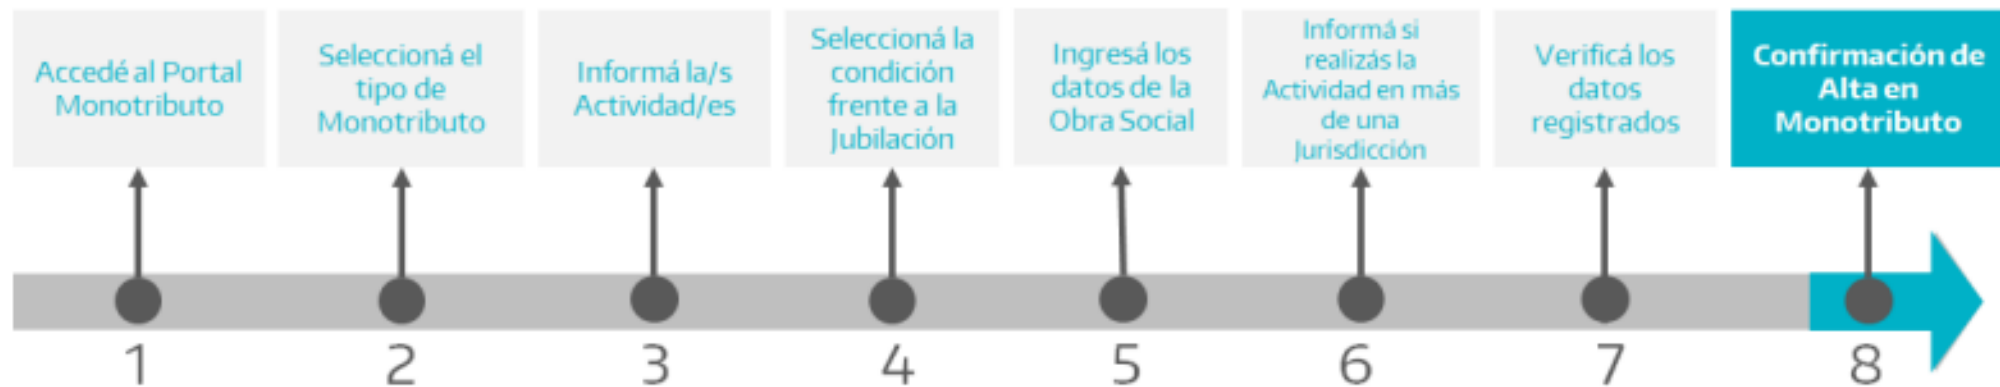 Accedé al Portal
Monotributo
Seleccioná el
tipo de
Monotributo
Informá la/s
Actividad/es
Seleccioná la
condición
frente a la
Jubilación
Ingresá los
datos de la
Obra Social
Informá si
realizás la
Actividad en más
de una
Jurisdicción
Verificá los
datos
registrados
Confirmación de
Alta en
Monotributo
1
2
3
4
5
6
7
8